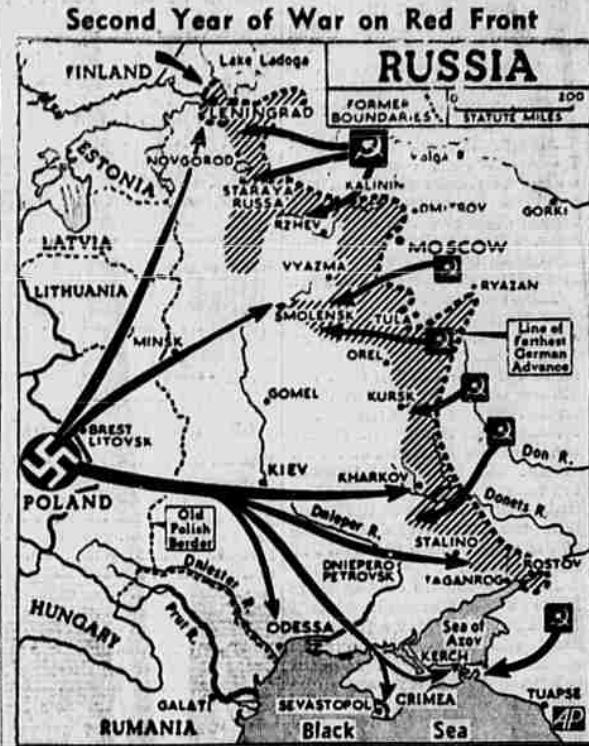 Second Year of War on Red Front
FINLAND
Lake Ladoga
RUSSIA
FORMER
BOUNDARIES
0 200
STATUTE MILES
LENINGRAD
ESTONIA
NOVGOROD
STARAYA
RUSSA
KALININ
Volga R
RZHEV
DMITROV
GORKI
LATVIA
MOSCOW
VYAZMA
LITHUANIA
RYAZAN
SMOLENSK
TULA
Line of
Farthest
German
Advance
MINSK
OREL
GOMEL
KURSK
BREST
LITOVSK
Don R.
KIEV
KHARKOV
POLAND
Donets R.
Old
Polish
Border
Dnieper R.
STALINO
DNIEPERO
PETROVSK
ROSTOV
TAGANROG
Dniester R.
HUNGARY
Prut R.
ODESSA
Sea of
Azov
KERCH
GALATI
SEVASTOPOL
CRIMEA
TUAPSE
RUMANIA
Black Sea
AP